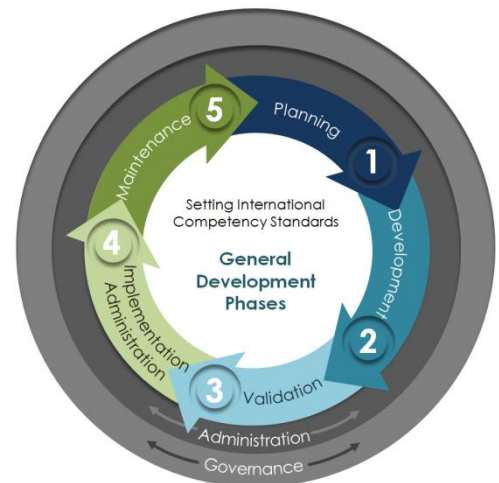 Setting International
Competency Standards
General
Development
Phases
Planning
1
Development
2
Validation
3
Implementation
Administration
4
Maintenance
5
Administration
Governance